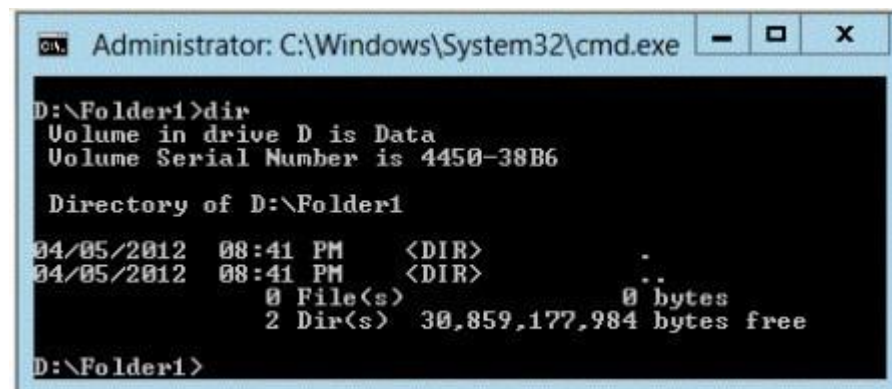 Administrator: C:\Windows\System32\cmd.exe
D:\Folder1>dir
Volume in drive D is Data
Volume Serial Number is 4450-38B6
Directory of D:\Folder1
04/05/2012 08:41 PM <DIR> .
04/05/2012 08:41 PM <DIR> ..
0 File(s) 0 bytes
2 Dir(s) 30,859,177,984 bytes free
D:\Folder1>